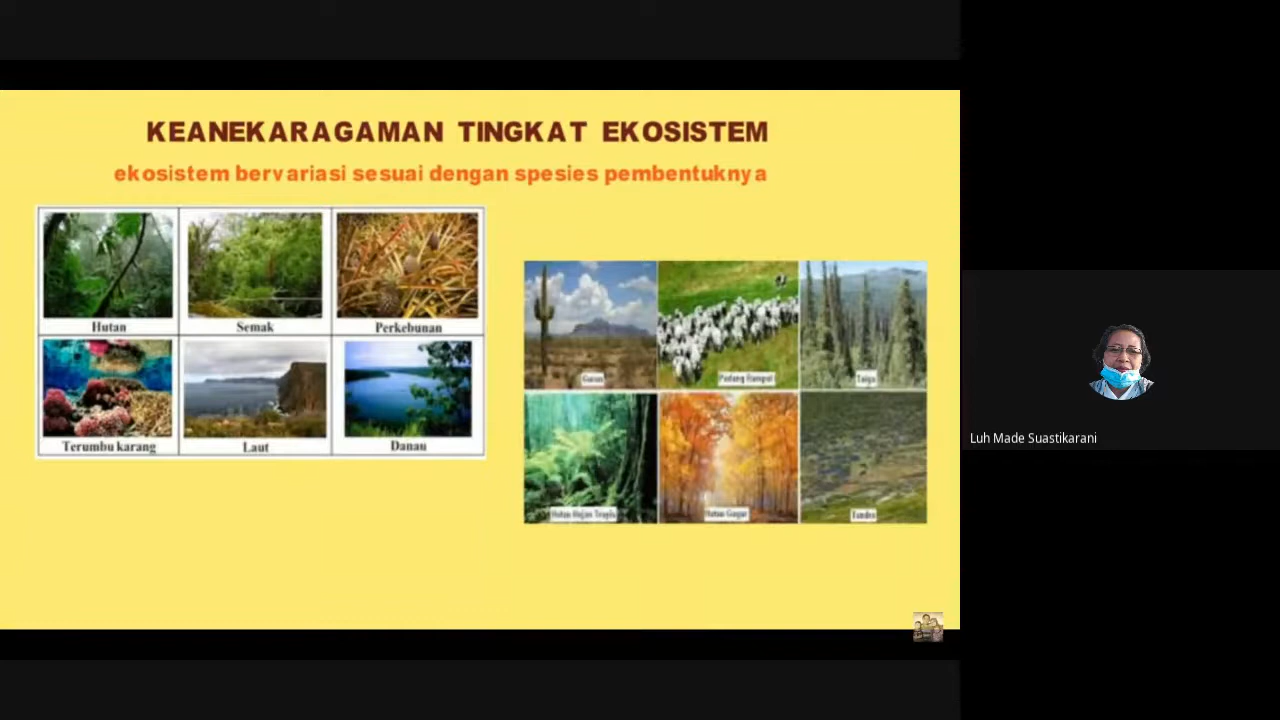 KEANEKARAGAMAN TINGKAT EKOSISTEM
ekosistem bervariasi sesuai dengan spesies pembentuknya
Hutan
Semak
Perkebunan
Terumbu karang
Laut
Danau
Gurun
Padang Rumput
Taiga
Hutan Hujan Tropis
Hutan Gugur
Tundra
Luh Made Suastikarani